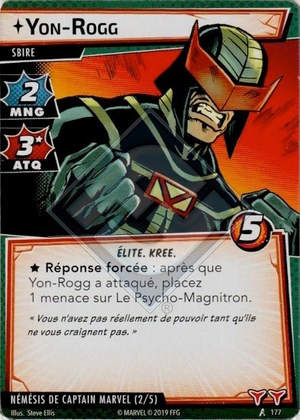 Yon-Rogg
SBIRE
2
MNG
3*
ATQ
5
ÉLITE. KREE.
★ Réponse forcée : après que
Yon-Rogg a attaqué, placez
1 menace sur Le Psycho-Magnitron.
« Vous n'avez pas réellement de pouvoir tant qu'ils
ne vous craignent pas. »
NÉMÉSIS DE CAPTAIN MARVEL (2/5)
Illus. Steve Ellis
© MARVEL © 2019 FFG
177